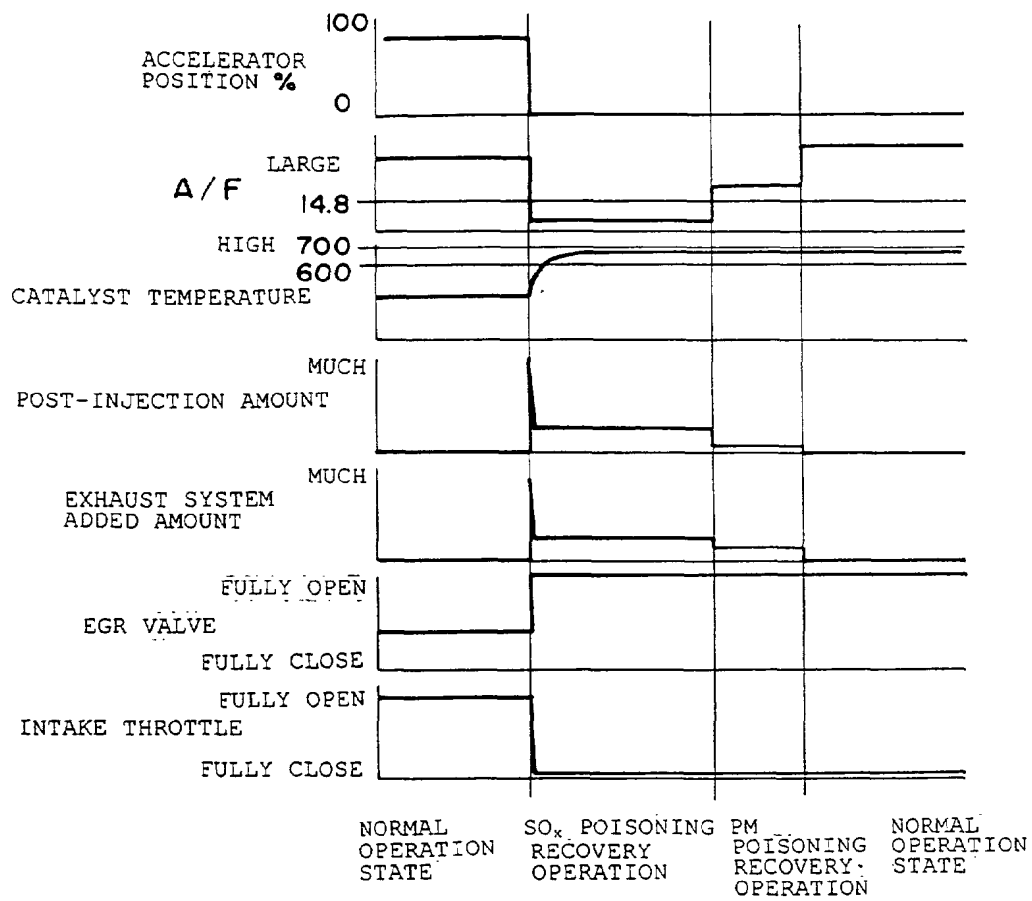 100
ACCELERATOR
POSITION %
0
LARGE
A/F
14.8
HIGH 700
600
CATALYST TEMPERATURE
MUCH
POST-INJECTION AMOUNT
MUCH
EXHAUST SYSTEM
ADDED AMOUNT
FULLY OPEN
EGR VALVE
FULLY CLOSE
FULLY OPEN
INTAKE THROTTLE
FULLY CLOSE
NORMAL
OPERATION
STATE
SOx POISONING
RECOVERY
OPERATION
PM
POISONING
RECOVERY
OPERATION
NORMAL
OPERATION
STATE